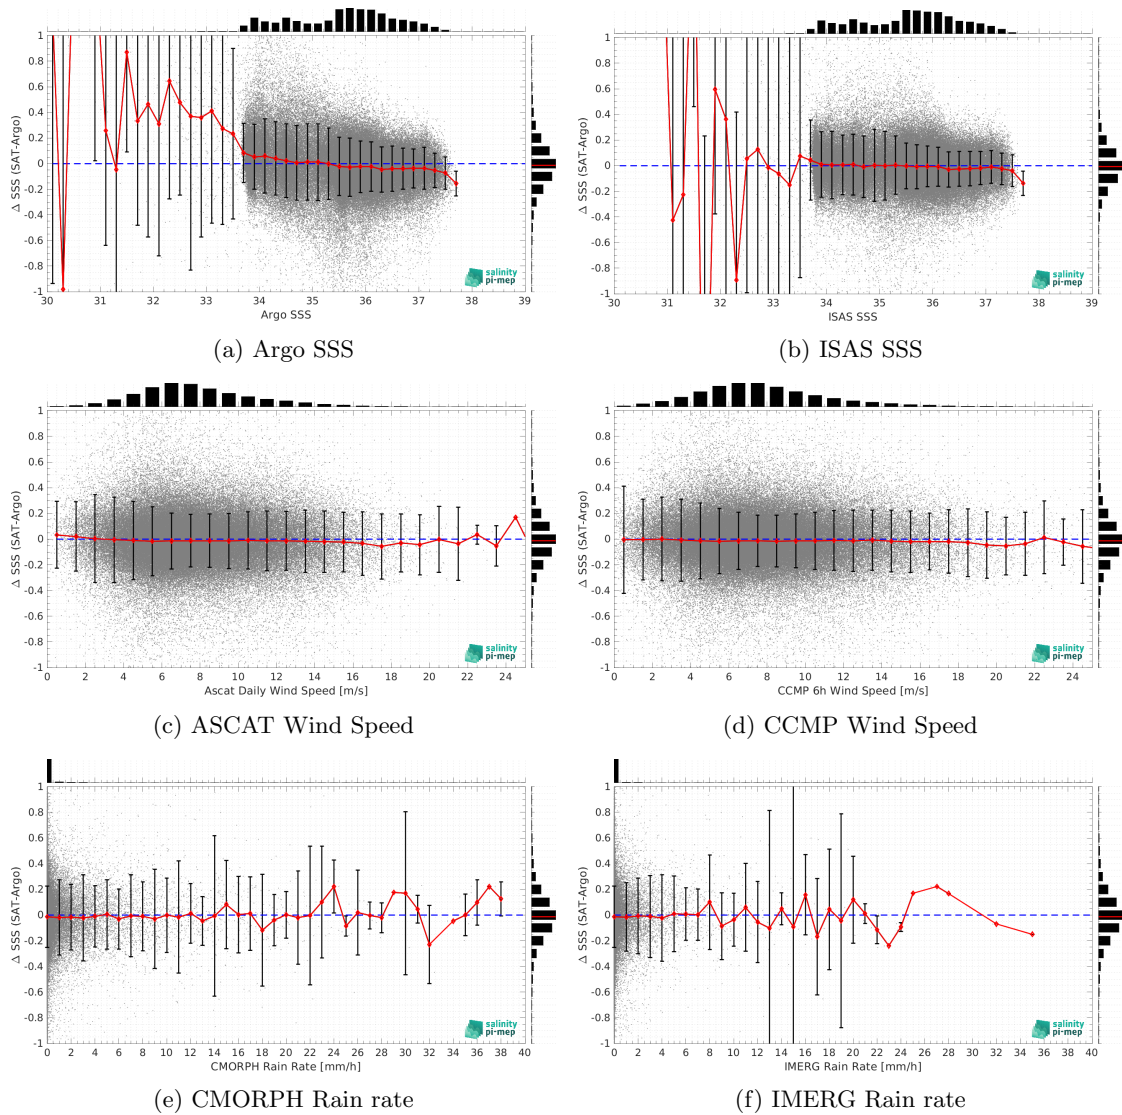 1
0.8
0.6
0.4
0.2
0
-0.2
-0.4
-0.6
-0.8
-1
Δ SSS (SAT-Argo)
30 31 32 33 34 35 36 37 38 39
Argo SSS
salinity
pi-mep
(a) Argo SSS
1
0.8
0.6
0.4
0.2
0
-0.2
-0.4
-0.6
-0.8
-1
Δ SSS (SAT-Argo)
30 31 32 33 34 35 36 37 38 39
ISAS SSS
salinity
pi-mep
(b) ISAS SSS
1
0.8
0.6
0.4
0.2
0
-0.2
-0.4
-0.6
-0.8
-1
Δ SSS (SAT-Argo)
0 2 4 6 8 10 12 14 16 18 20 22 24
Ascat Daily Wind Speed [m/s]
salinity
pi-mep
(c) ASCAT Wind Speed
1
0.8
0.6
0.4
0.2
0
-0.2
-0.4
-0.6
-0.8
-1
Δ SSS (SAT-Argo)
0 2 4 6 8 10 12 14 16 18 20 22 24
CCMP 6h Wind Speed [m/s]
salinity
pi-mep
(d) CCMP Wind Speed
1
0.8
0.6
0.4
0.2
0
-0.2
-0.4
-0.6
-0.8
-1
Δ SSS (SAT-Argo)
0 2 4 6 8 10 12 14 16 18 20 22 24 26 28 30 32 34 36 38 40
CMORPH Rain Rate [mm/h]
salinity
pi-mep
(e) CMORPH Rain rate
1
0.8
0.6
0.4
0.2
0
-0.2
-0.4
-0.6
-0.8
-1
Δ SSS (SAT-Argo)
0 2 4 6 8 10 12 14 16 18 20 22 24 26 28 30 32 34 36 38 40
IMERG Rain Rate [mm/h]
salinity
pi-mep
(f) IMERG Rain rate